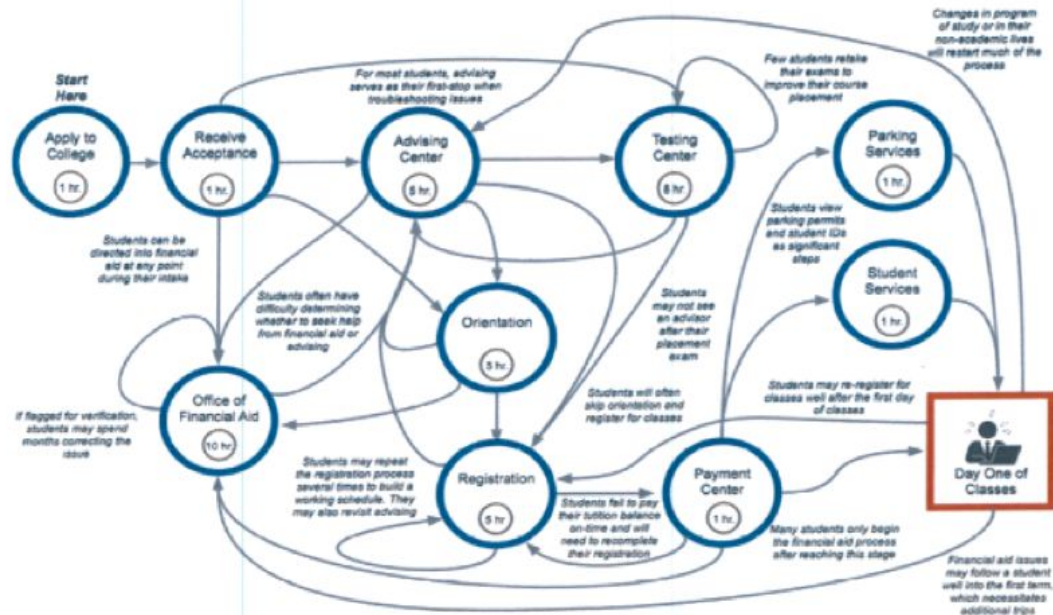 Changes in program
of study or in their
non-academic lives
will restart much of the
process
Start
Here
For most students, advising
serves as their first-stop when
troubleshooting issues
Few students retake
their exams to
improve their course
placement
Apply to
College
1 hr.
Receive
Acceptance
1 hr.
Advising
Center
5 hr.
Testing
Center
8 hr.
Parking
Services
1 hr.
Students can be
directed into financial
aid at any point
during their intake
Students view
parking permits
and student IDs
as significant
steps
Students often have
difficulty determining
whether to seek help
from financial aid or
advising
Orientation
5 hr.
Students
may not see
an advisor
after their
placement
exam
Student
Services
1 hr.
Office of
Financial Aid
10 hr.
If flagged for verification,
students may spend
months correcting the
issue
Students will often
skip orientation and
register for classes
Students may re-register for
classes well after the first day
of classes
Day One of
Classes
Students may repeat
the registration process
several times to build a
working schedule. They
may also revisit advising
Registration
5 hr
Students fail to pay
their tutition balance
on-time and will
need to recomplete
their registration
Payment
Center
1 hr.
Many students only begin
the financial aid process
after reaching this stage
Financial aid issues
may follow a student
well into the first term,
which necessitates
additional trips